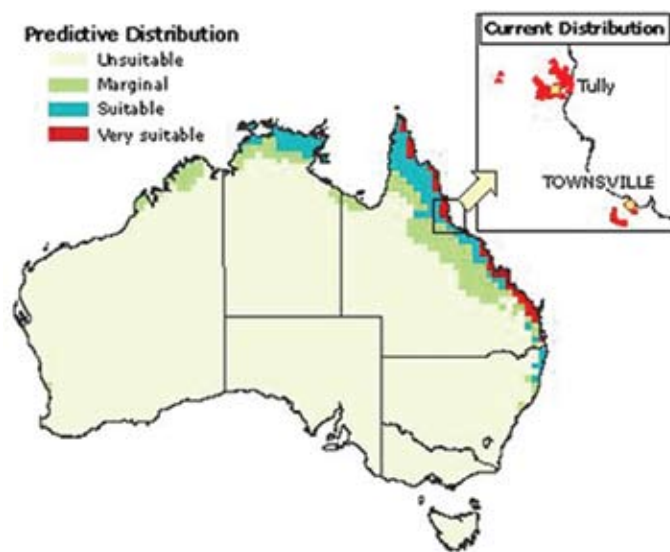 Predictive Distribution
Unsuitable
Marginal
Suitable
Very suitable
Current Distribution
Tully
TOWNSVILLE